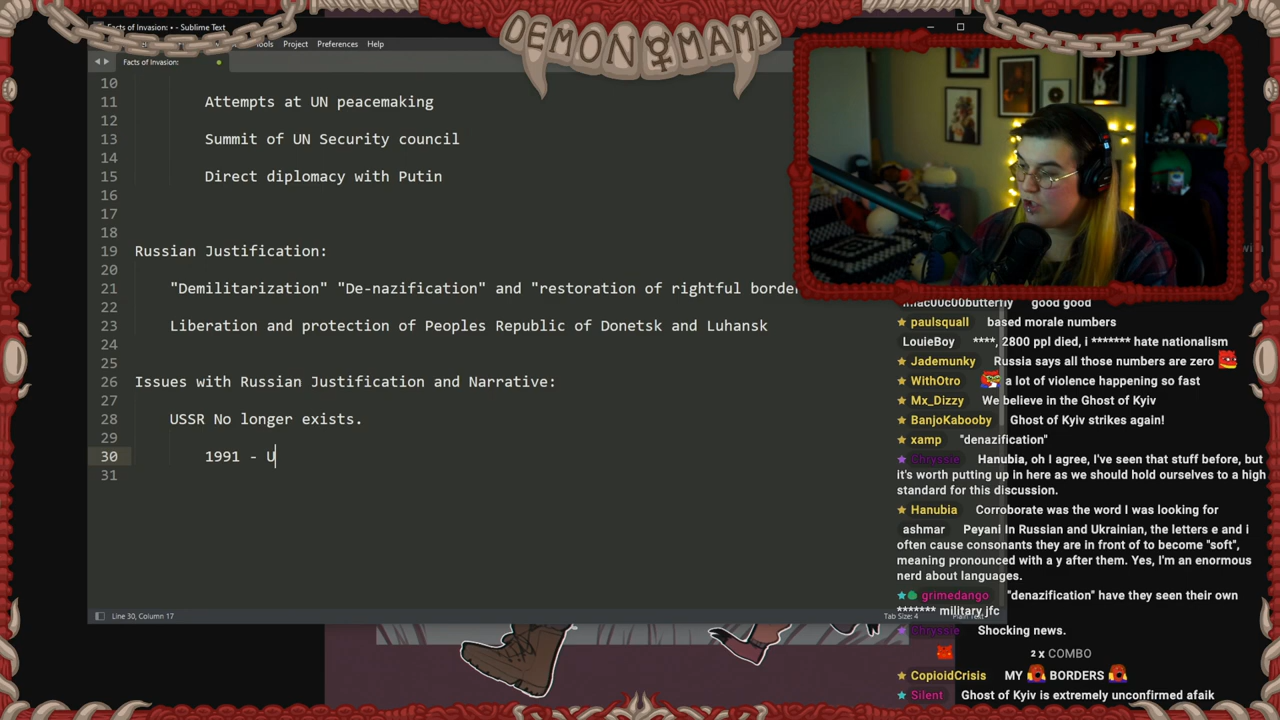 DEMON MAMA
Facts of Invasion: • - Sublime Text
Project Preferences Help
Facts of Invasion:
10
11 Attempts at UN peacemaking
12
13 Summit of UN Security council
14
15 Direct diplomacy with Putin
16
17
18
19 Russian Justification:
20
21 "Demilitarization" "De-nazification" and "restoration of rightful border
22
23 Liberation and protection of Peoples Republic of Donetsk and Luhansk
24
25
26 Issues with Russian Justification and Narrative:
27
28 USSR No longer exists.
29
30 1991 - U
31
Line 30, Column 17
Tab Size: 4
Plain Text
good good
paulsquall based morale numbers
LouieBoy ****, 2800 ppl died, i ******* hate nationalism
Jademunky Russia says all those numbers are zero
WithOtro a lot of violence happening so fast
Mx_Dizzy We believe in the Ghost of Kyiv
BanjoKabooby Ghost of Kyiv strikes again!
xamp "denazification"
Chryssie Hanubia, oh I agree, I've seen that stuff before, but
it's worth putting up in here as we should hold ourselves to a high
standard for this discussion.
Hanubia Corroborate was the word I was looking for
ashmar Peyani In Russian and Ukrainian, the letters e and i
often cause consonants they are in front of to become "soft",
meaning pronounced with a y after them. Yes, I'm an enormous
nerd about languages.
grimedango "denazification" have they seen their own
******* military jfc
Chryssie Shocking news.
2 x COMBO
CopioidCrisis MY BORDERS
Silent Ghost of Kyiv is extremely unconfirmed afaik